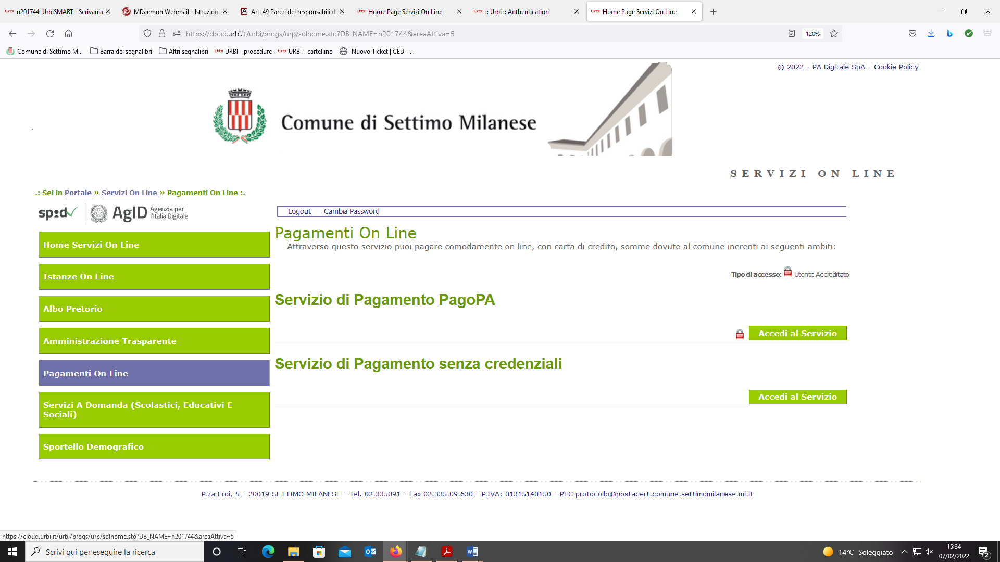 n201744: UrbiSMART - Scrivania
MDaemon Webmail - Istruzione
Art. 49 Pareri dei responsabili de
Home Page Servizi On Line
:: Urbi :: Authentication
Home Page Servizi On Line
https://cloud.urbi.it/urbi/progs/urp/solhome.sto?DB_NAME=n201744&areaAttiva=5
120%
Comune di Settimo M...
Barra dei segnalibri
Altri segnalibri
URBI - procedure
URBI - cartellino
Nuovo Ticket | CED - ...
© 2022 - PA Digitale SpA - Cookie Policy
Comune di Settimo Milanese
.
SERVIZI ON LINE
.: Sei in Portale » Servizi On Line » Pagamenti On Line :.
spid
AgID Agenzia per
l'Italia Digitale
Logout Cambia Password
Home Servizi On Line
Istanze On Line
Albo Pretorio
Amministrazione Trasparente
Pagamenti On Line
Servizi A Domanda (Scolastici, Educativi E
Sociali)
Sportello Demografico
Pagamenti On Line
Attraverso questo servizio puoi pagare comodamente on line, con carta di credito, somme dovute al comune inerenti ai seguenti ambiti:
Tipo di accesso: Utente Accreditato
Servizio di Pagamento PagoPA
Accedi al Servizio
Servizio di Pagamento senza credenziali
Accedi al Servizio
P.za Eroi, 5 - 20019 SETTIMO MILANESE - Tel. 02.335091 - Fax 02.335.09.630 - P.IVA: 01315140150 - PEC protocollo@postacert.comune.settimomilanese.mi.it
https://cloud.urbi.it/urbi/progs/urp/solhome.sto?DB_NAME=n201744&areaAttiva=5
Scrivi qui per eseguire la ricerca
14°C Soleggiato
15:34
07/02/2022
2